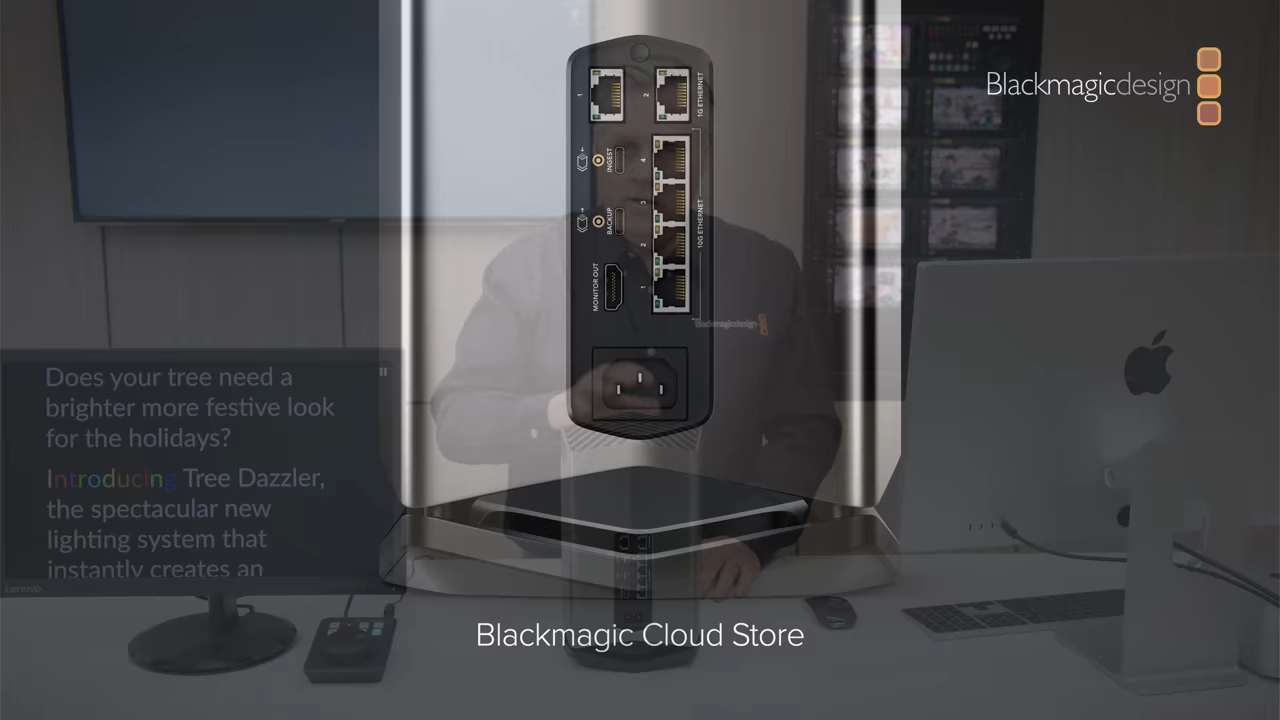 Blackmagicdesign
1
2
1G ETHERNET
INGEST
4
3
BACKUP
10G ETHERNET
2
MONITOR OUT
1
Blackmagicdesign
Does your tree need a
brighter more festive look
for the holidays?
"
Introducing Tree Dazzler,
the spectacular new
lighting system that
instantly creates an
Lenovo
Blackmagic Cloud Store